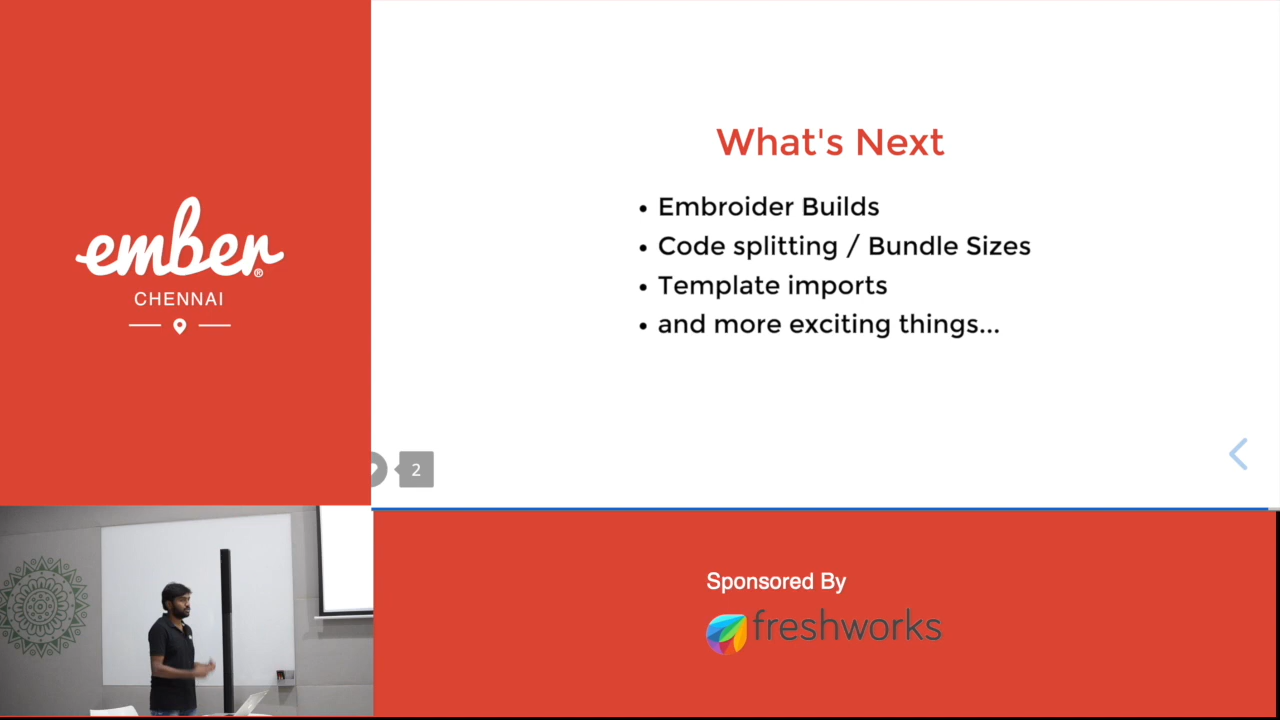 ember®
CHENNAI
What's Next
• Embroider Builds
• Code splitting / Bundle Sizes
• Template imports
• and more exciting things...
2
Sponsored By
freshworks